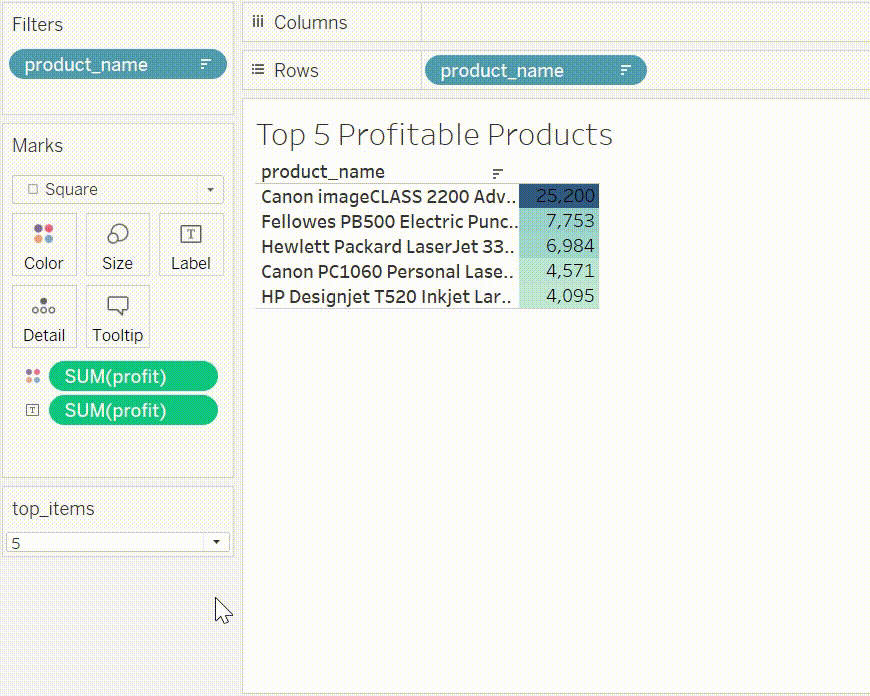 Filters
product_name
Columns
Rows
product_name
Marks
Square
Color
Size
Label
Detail
Tooltip
SUM(profit)
SUM(profit)
top_items
5
Top 5 Profitable Products
product_name
Canon imageCLASS 2200 Adv.. 25,200
Fellowes PB500 Electric Punc.. 7,753
Hewlett Packard LaserJet 33.. 6,984
Canon PC1060 Personal Lase.. 4,571
HP Designjet T520 Inkjet Lar.. 4,095